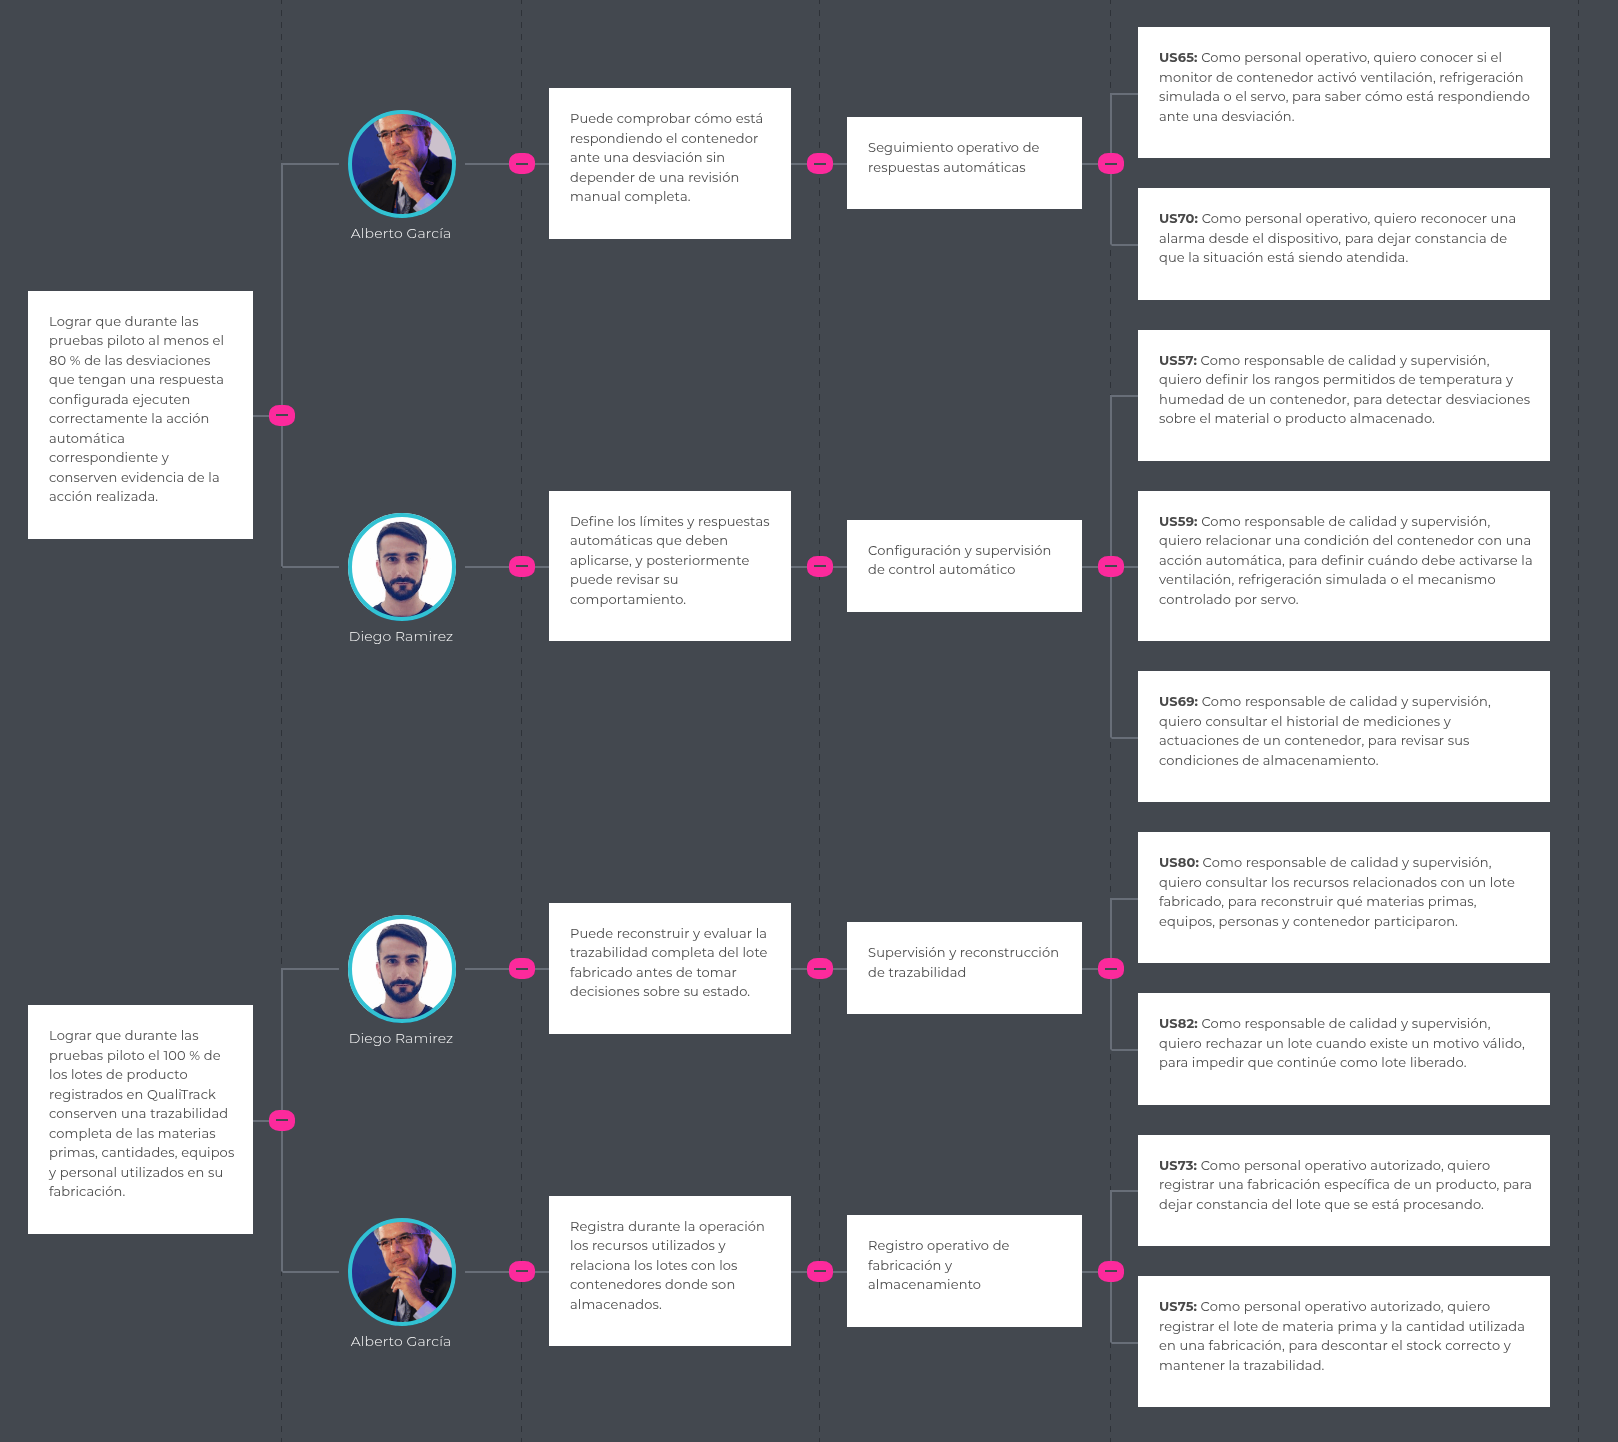 Lograr que durante las
pruebas piloto al menos el
80 % de las desviaciones
que tengan una respuesta
configurada ejecuten
correctamente la acción
automática
correspondiente y
conserven evidencia de la
acción realizada.
Alberto García
Puede comprobar cómo está
respondiendo el contenedor
ante una desviación sin
depender de una revisión
manual completa.
Seguimiento operativo de
respuestas automáticas
US65: Como personal operativo, quiero conocer si el
monitor de contenedor activó ventilación, refrigeración
simulada o el servo, para saber cómo está respondiendo
ante una desviación.
US70: Como personal operativo, quiero reconocer una
alarma desde el dispositivo, para dejar constancia de
que la situación está siendo atendida.
Diego Ramirez
Define los límites y respuestas
automáticas que deben
aplicarse, y posteriormente
puede revisar su
comportamiento.
Configuración y supervisión
de control automático
US57: Como responsable de calidad y supervisión,
quiero definir los rangos permitidos de temperatura y
humedad de un contenedor, para detectar desviaciones
sobre el material o producto almacenado.
US59: Como responsable de calidad y supervisión,
quiero relacionar una condición del contenedor con una
acción automática, para definir cuándo debe activarse la
ventilación, refrigeración simulada o el mecanismo
controlado por servo.
US69: Como responsable de calidad y supervisión,
quiero consultar el historial de mediciones y
actuaciones de un contenedor, para revisar sus
condiciones de almacenamiento.
Lograr que durante las
pruebas piloto el 100 % de
los lotes de producto
registrados en QualiTrack
conserven una trazabilidad
completa de las materias
primas, cantidades, equipos
y personal utilizados en su
fabricación.
Diego Ramirez
Puede reconstruir y evaluar la
trazabilidad completa del lote
fabricado antes de tomar
decisiones sobre su estado.
Supervisión y reconstrucción
de trazabilidad
US80: Como responsable de calidad y supervisión,
quiero consultar los recursos relacionados con un lote
fabricado, para reconstruir qué materias primas,
equipos, personas y contenedor participaron.
US82: Como responsable de calidad y supervisión,
quiero rechazar un lote cuando existe un motivo válido,
para impedir que continúe como lote liberado.
Alberto García
Registra durante la operación
los recursos utilizados y
relaciona los lotes con los
contenedores donde son
almacenados.
Registro operativo de
fabricación y
almacenamiento
US73: Como personal operativo autorizado, quiero
registrar una fabricación específica de un producto, para
dejar constancia del lote que se está procesando.
US75: Como personal operativo autorizado, quiero
registrar el lote de materia prima y la cantidad utilizada
en una fabricación, para descontar el stock correcto y
mantener la trazabilidad.